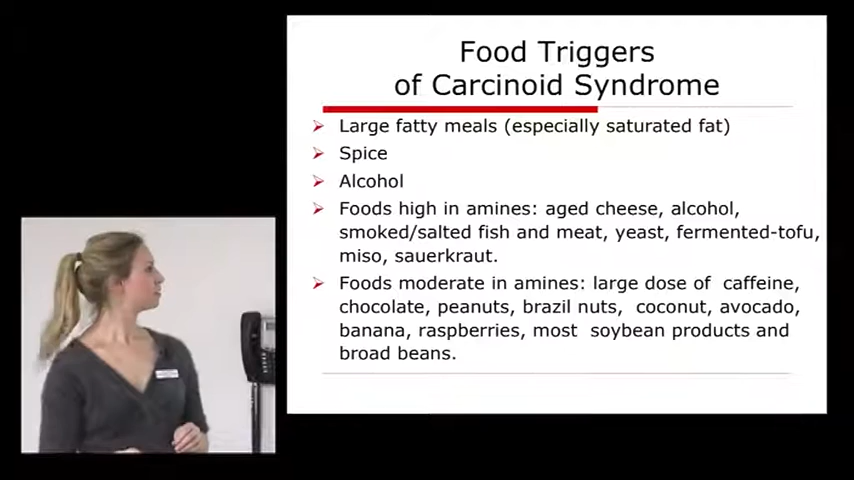 Food Triggers
of Carcinoid Syndrome
Large fatty meals (especially saturated fat)
Spice
Alcohol
Foods high in amines: aged cheese, alcohol,
smoked/salted fish and meat, yeast, fermented-tofu,
miso, sauerkraut.
Foods moderate in amines: large dose of  caffeine,
chocolate, peanuts, brazil nuts,  coconut, avocado,
banana, raspberries, most  soybean products and
broad beans.